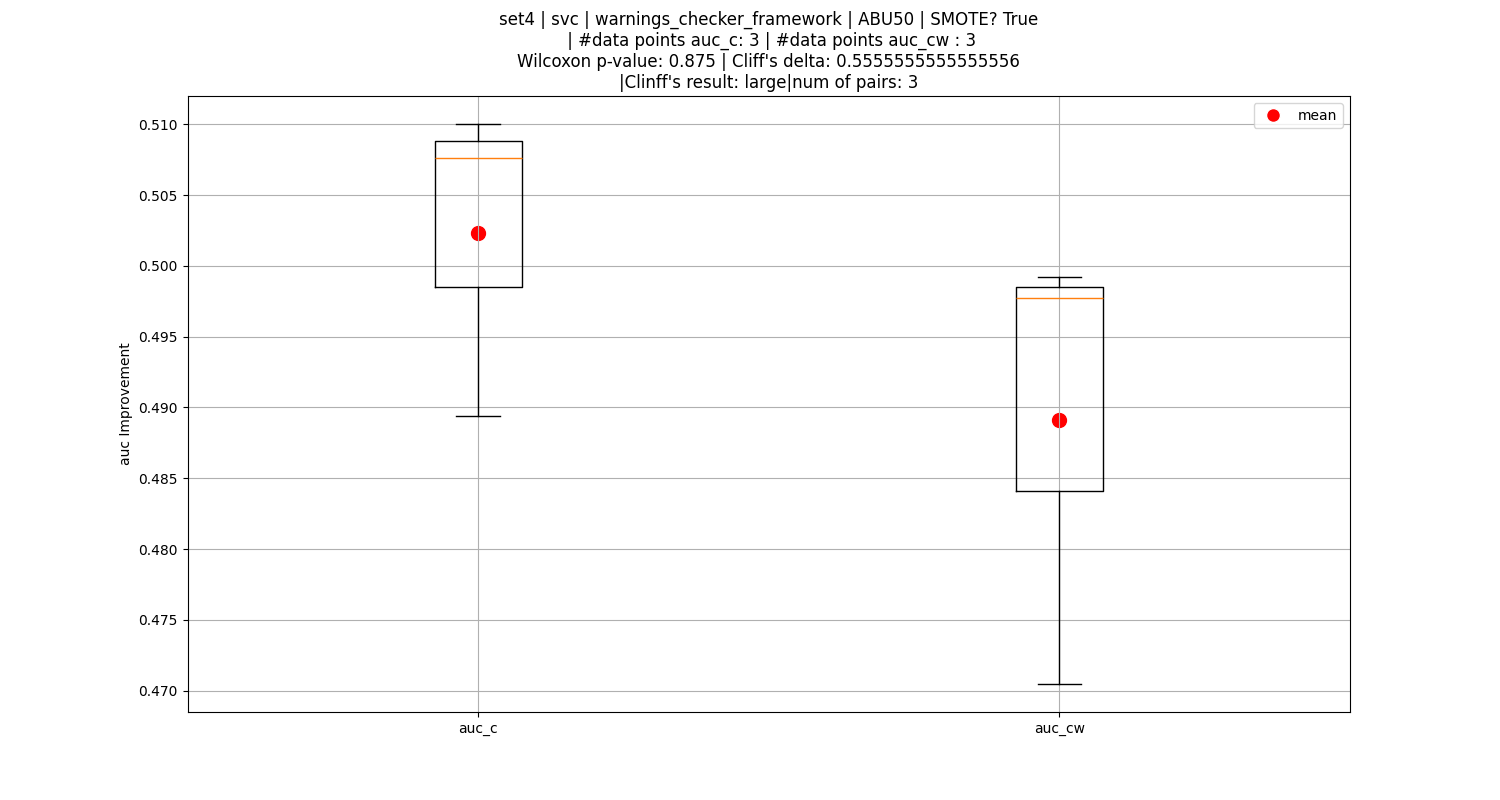 set4 | svc | warnings_checker_framework | ABU50 | SMOTE? True
| #data points auc_c: 3 | #data points auc_cw : 3
Wilcoxon p-value: 0.875 | Cliff's delta: 0.5555555555555556
|Clinff's result: large|num of pairs: 3
mean
0.510
0.505
0.500
0.495
0.490
0.485
0.480
0.475
0.470
auc Improvement
auc_c
auc_cw